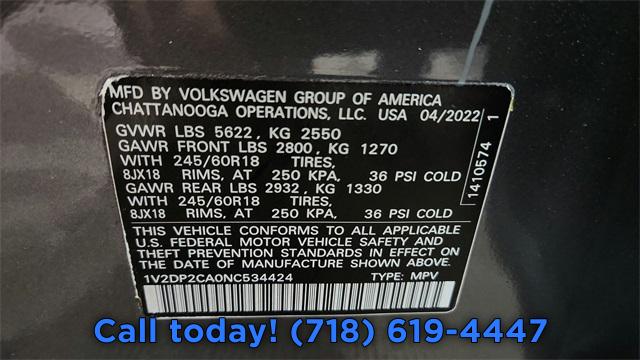 MFD BY VOLKSWAGEN GROUP OF AMERICA
CHATTANOOGA OPERATIONS, LLC. USA 04/2022
GVWR LBS 5622, KG 2550
GAWR FRONT LBS 2800, KG 1270
WITH 245/60R18 TIRES,
8JX18 RIMS, AT 250 KPA, 36 PSI COLD
GAWR REAR LBS 2932, KG 1330
WITH 245/60R18 TIRES,
8JX18 RIMS, AT 250 KPA, 36 PSI COLD
THIS VEHICLE CONFORMS TO ALL APPLICABLE
U.S. FEDERAL MOTOR VEHICLE SAFETY AND
THEFT PREVENTION STANDARDS IN EFFECT ON
THE DATE OF MANUFACTURE SHOWN ABOVE.
1V2DP2CA0NC534424 TYPE: MPV
1410574 1
Call today! (718) 619-4447